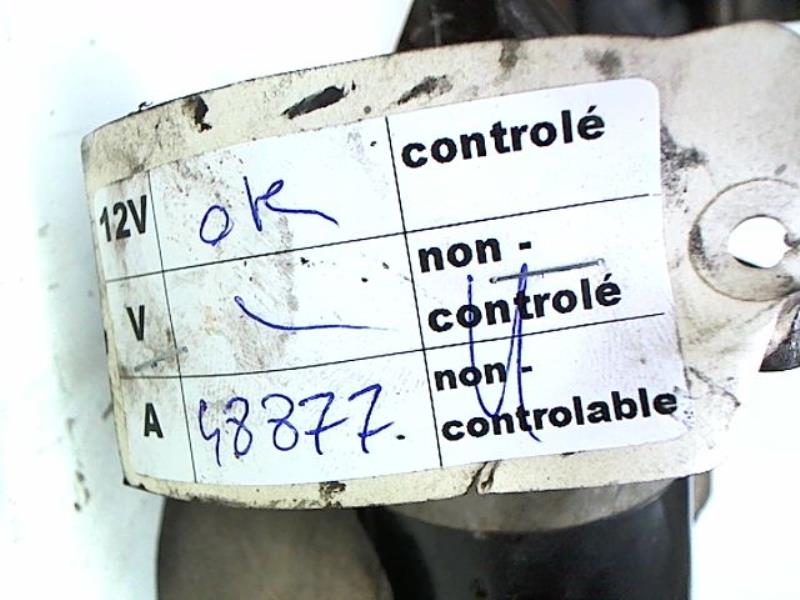 12V
ok
controlé
V
non -
controlé
A
48877.
non -
controlable